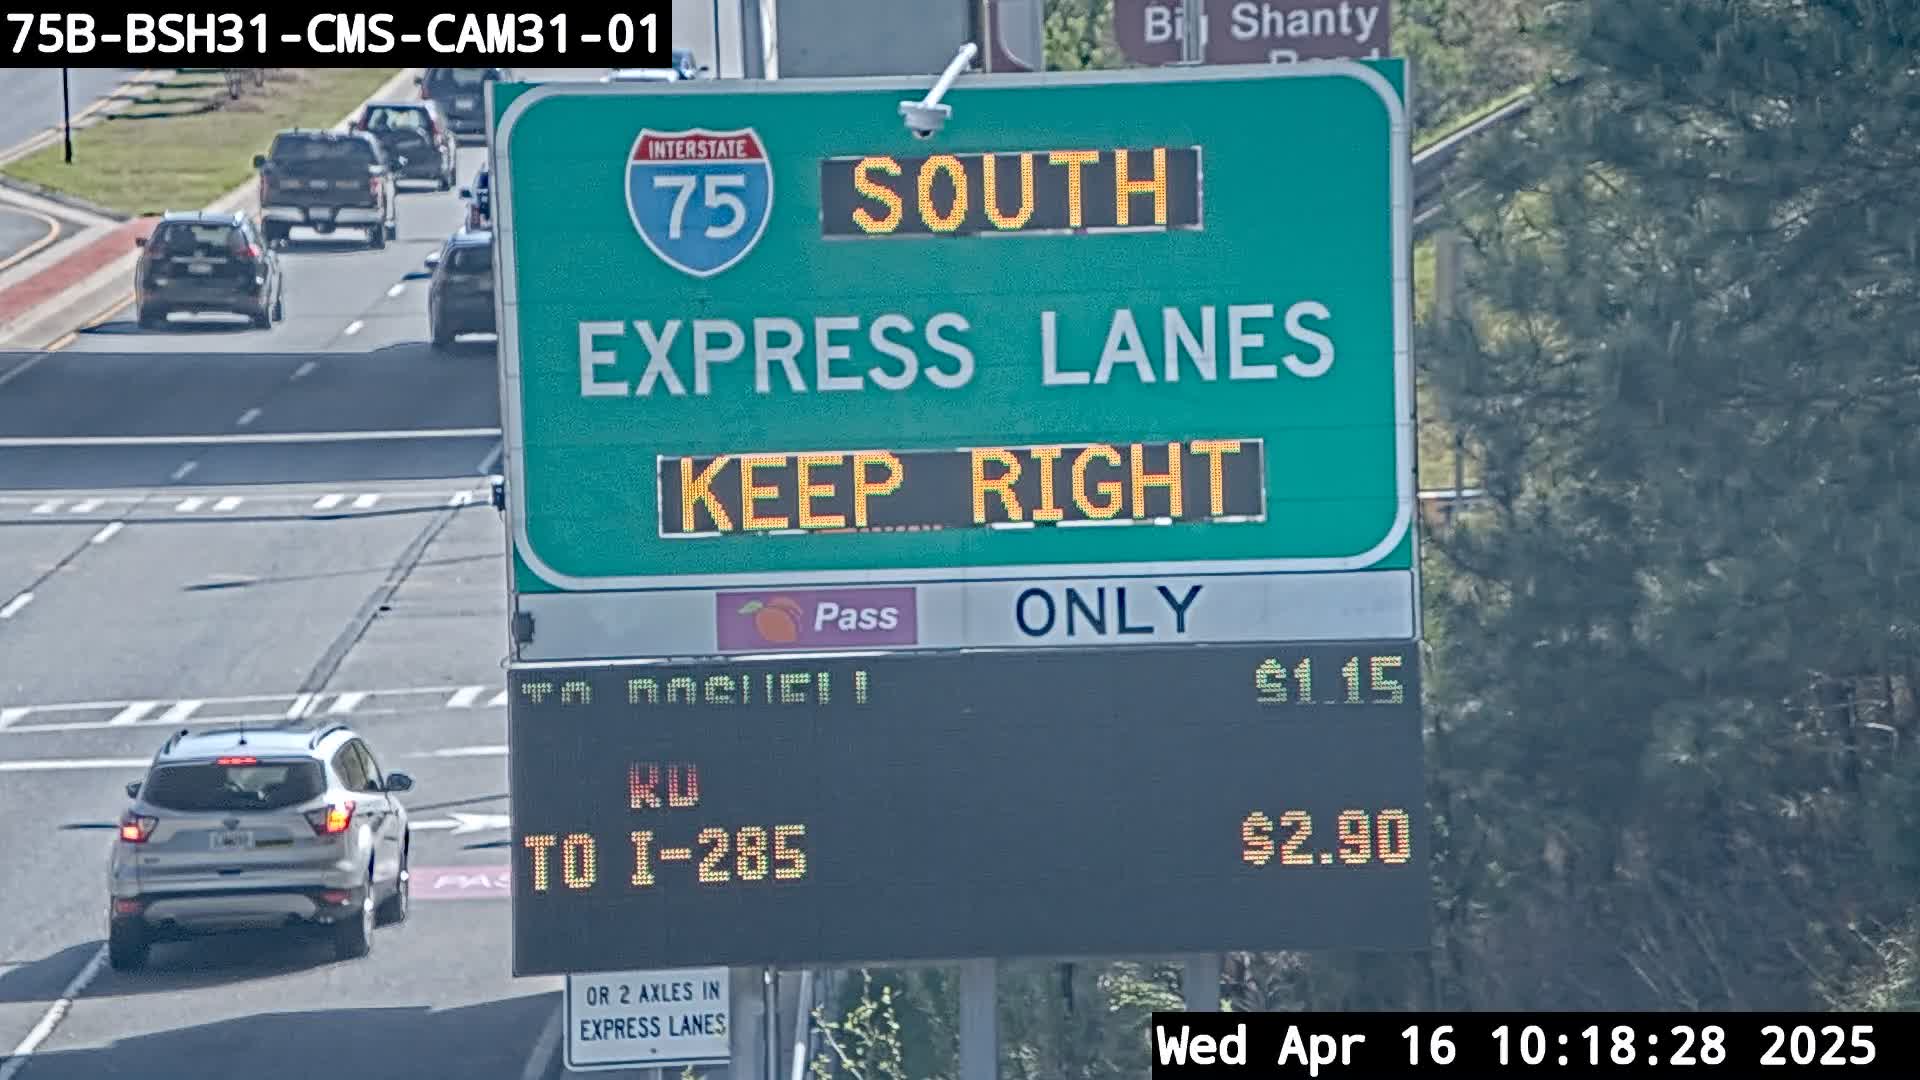 75B-BSH31-CMS-CAM31-01
Big Shanty
INTERSTATE
75
SOUTH
EXPRESS LANES
KEEP RIGHT
Pass ONLY
TO $1.15
TO I-285 $2.90
OR 2 AXLES IN
EXPRESS LANES
Wed Apr 16 10:18:28 2025